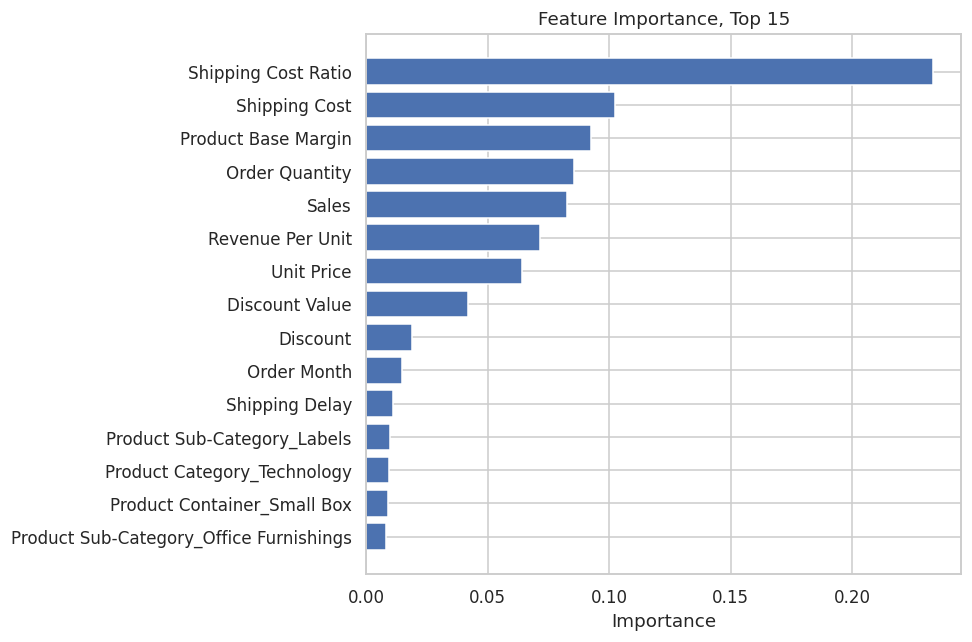 Feature Importance, Top 15
Shipping Cost Ratio
Shipping Cost
Product Base Margin
Order Quantity
Sales
Revenue Per Unit
Unit Price
Discount Value
Discount
Order Month
Shipping Delay
Product Sub-Category_Labels
Product Category_Technology
Product Container_Small Box
Product Sub-Category_Office Furnishings
0.00 0.05 0.10 0.15 0.20
Importance